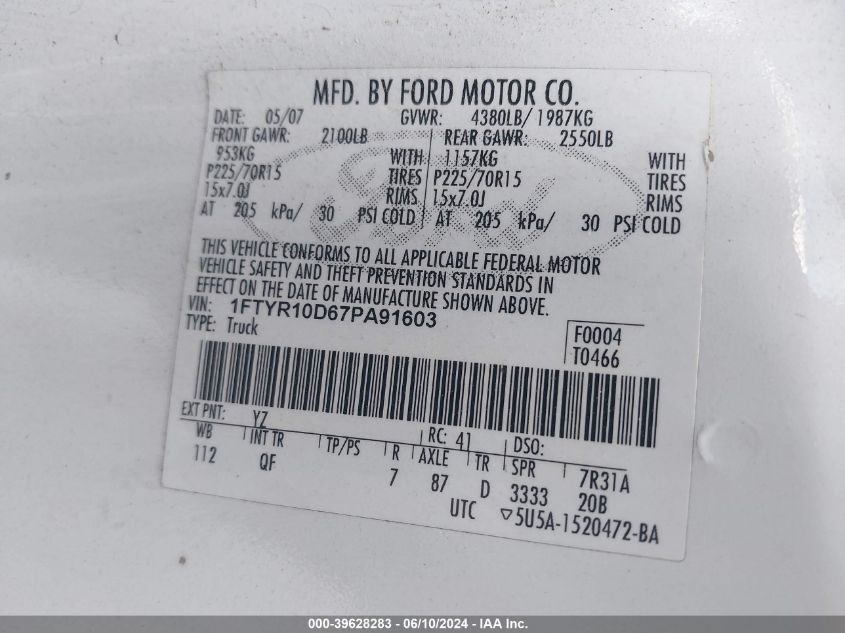 MFD. BY FORD MOTOR CO.
DATE: 05/07 GVWR: 4380LB/ 1987KG
FRONT GAWR: 2100LB REAR GAWR: 2550LB
953KG WITH 1157KG WITH
P225/70R15 TIRES P225/70R15 TIRES
15x7.0J RIMS 15x7.0J RIMS
AT 205 kPa/ 30 PSI COLD AT 205 kPa/ 30 PSI COLD
THIS VEHICLE CONFORMS TO ALL APPLICABLE FEDERAL MOTOR
VEHICLE SAFETY AND THEFT PREVENTION STANDARDS IN
EFFECT ON THE DATE OF MANUFACTURE SHOWN ABOVE.
VIN: 1FTYR10D67PA91603
TYPE: Truck
F0004
T0466
EXT PNT: YZ RC: 41 DSO:
WB INT TR TP/PS R AXLE TR SPR 7R31A
112 QF 7 87 D 3333 20B
UTC ▽5U5A-1520472-BA
Ford
000-39628283 - 06/10/2024 - IAA Inc.